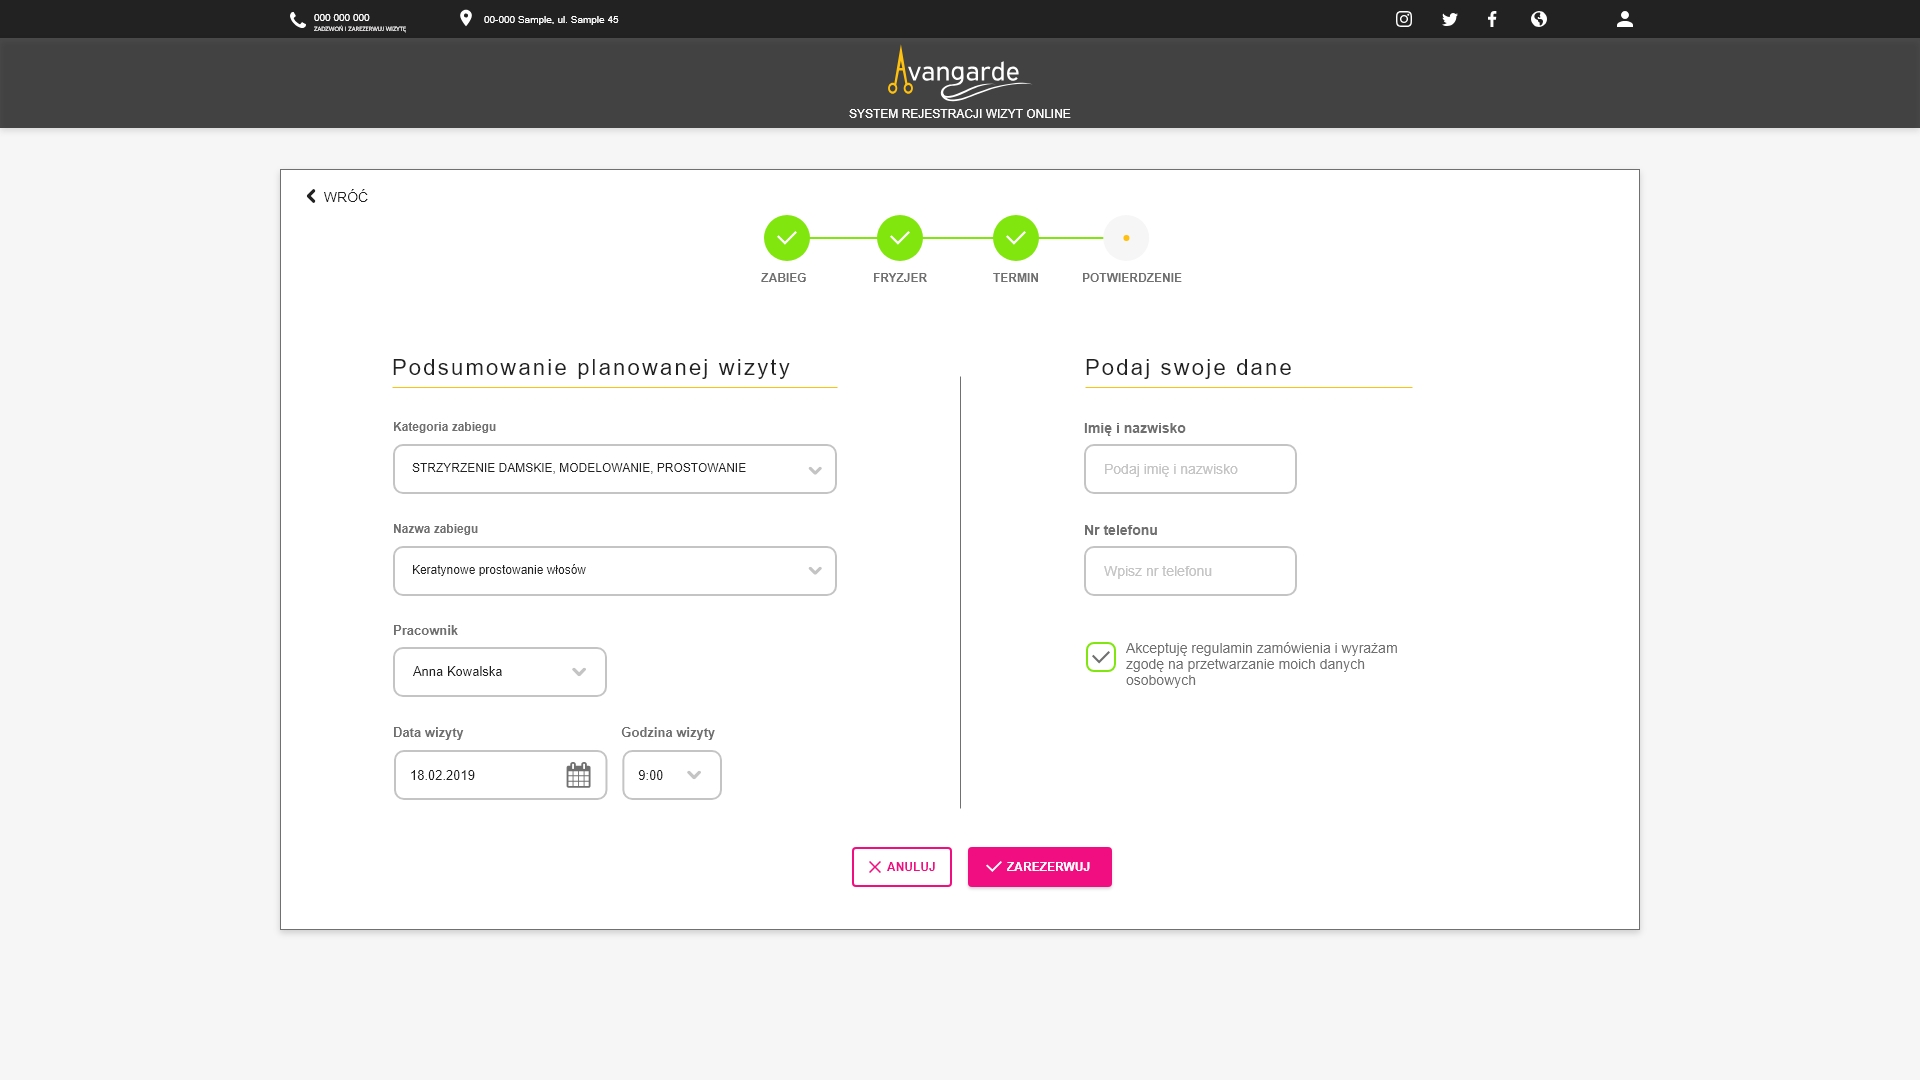 000 000 000
ZADZWOŃ I ZAREZERWUJ WIZYTĘ
00-000 Sample, ul. Sample 45
Avangarde
SYSTEM REJESTRACJI WIZYT ONLINE
WRÓĆ
ZABIEG
FRYZJER
TERMIN
POTWIERDZENIE
Podsumowanie planowanej wizyty
Kategoria zabiegu
STRZYRZENIE DAMSKIE, MODELOWANIE, PROSTOWANIE
Nazwa zabiegu
Keratynowe prostowanie włosów
Pracownik
Anna Kowalska
Data wizyty
Godzina wizyty
18.02.2019
9:00
Podaj swoje dane
Imię i nazwisko
Podaj imię i nazwisko
Nr telefonu
Wpisz nr telefonu
Akceptuję regulamin zamówienia i wyrażam
zgodę na przetwarzanie moich danych
osobowych
ANULUJ
ZAREZERWUJ